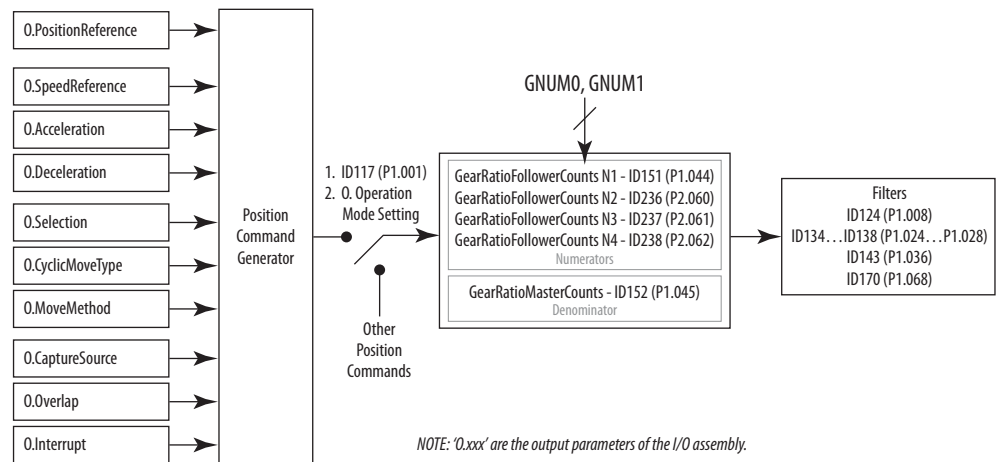 O.PositionReference
O.SpeedReference
O.Acceleration
O.Deceleration
O.Selection
O.CyclicMoveType
O.MoveMethod
O.CaptureSource
O.Overlap
O.Interrupt
Position
Command
Generator
1. ID117 (P1.001)
2. O. Operation
Mode Setting
Other
Position
Commands
GNUM0, GNUM1
GearRatioFollowerCounts N1 - ID151 (P1.044)
GearRatioFollowerCounts N2 - ID236 (P2.060)
GearRatioFollowerCounts N3 - ID237 (P2.061)
GearRatioFollowerCounts N4 - ID238 (P2.062)
Numerators
GearRatioMasterCounts - ID152 (P1.045)
Denominator
Filters
ID124 (P1.008)
ID134…ID138 (P1.024…P1.028)
ID143 (P1.036)
ID170 (P1.068)
NOTE: ‘O.xxx’ are the output parameters of the I/O assembly.